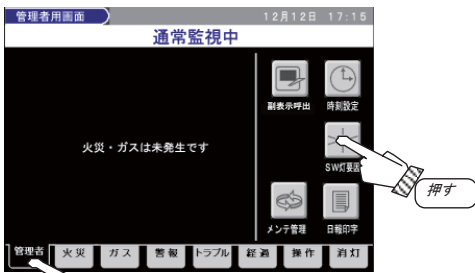 管理者用画面
12月12日 17:15
通常監視中
副表示呼出
時刻設定
火災・ガスは未発生です
SW灯要因
押す
メンテ管理
日報印字
管理者
火災
ガス
警報
トラブル
経過
操作
消灯